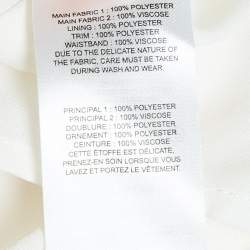 MAIN FABRIC 1 : 100% POLYESTER
MAIN FABRIC 2 : 100% VISCOSE
LINING : 100% POLYESTER
TRIM : 100% POLYESTER
WAISTBAND : 100% VISCOSE
DUE TO THE DELICATE NATURE OF
THE FABRIC, CARE MUST BE TAKEN
DURING WASH AND WEAR
PRINCIPAL 1 : 100% POLYESTER
PRINCIPAL 2 : 100% VISCOSE
DOUBLURE : 100% POLYESTER
ORNEMENT : 100% POLYESTER
CEINTURE : 100% VISCOSE
CETTE ÉTOFFE EST DÉLICATE,
PRENEZ-EN SOIN LORSQUE VOUS
LAVEZ ET PORTEZ LE VÊTEMENT.